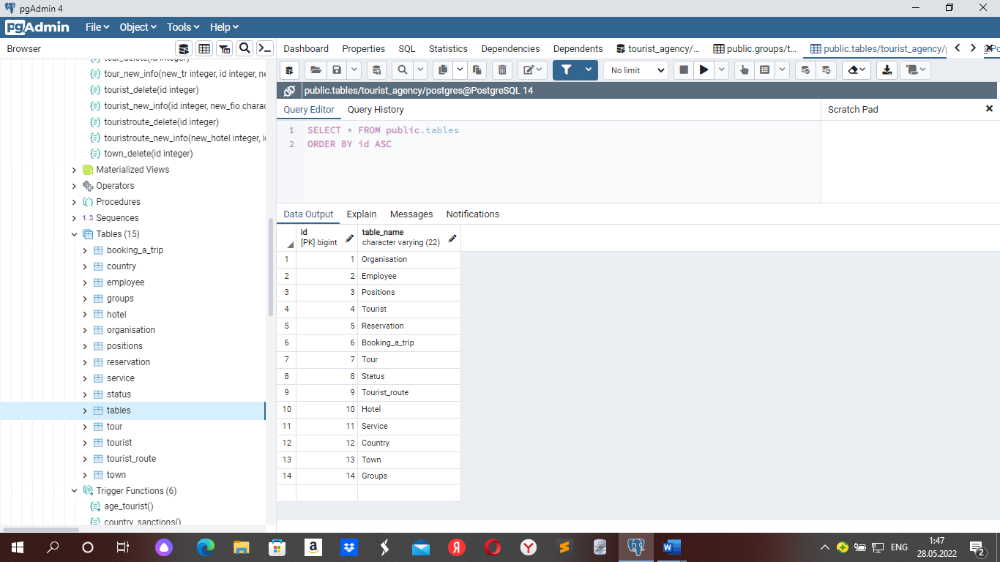 pgAdmin 4
pgAdmin
File
Object
Tools
Help
Browser
Dashboard
Properties
SQL
Statistics
Dependencies
Dependents
tourist_agency/...
public.groups/t...
public.tables/tourist_agency/
tour_delete(id integer)
tour_new_info(new_tr integer, id integer, ne
tourist_delete(id integer)
tourist_new_info(id integer, new_fio charac
touristroute_delete(id integer)
touristroute_new_info(new_hotel integer, i
town_delete(id integer)
Materialized Views
Operators
Procedures
1..3 Sequences
Tables (15)
booking_a_trip
country
employee
groups
hotel
organisation
positions
reservation
service
status
tables
tour
tourist
tourist_route
town
Trigger Functions (6)
age_tourist()
country_sanctions()
No limit
public.tables/tourist_agency/postgres@PostgreSQL 14
Query Editor
Query History
Scratch Pad
1 SELECT * FROM public.tables
2 ORDER BY id ASC
Data Output
Explain
Messages
Notifications
id
[PK] bigint
table_name
character varying (22)
1 1 Organisation
2 2 Employee
3 3 Positions
4 4 Tourist
5 5 Reservation
6 6 Booking_a_trip
7 7 Tour
8 8 Status
9 9 Tourist_route
10 10 Hotel
11 11 Service
12 12 Country
13 13 Town
14 14 Groups
ENG
1:47
28.05.2022
2